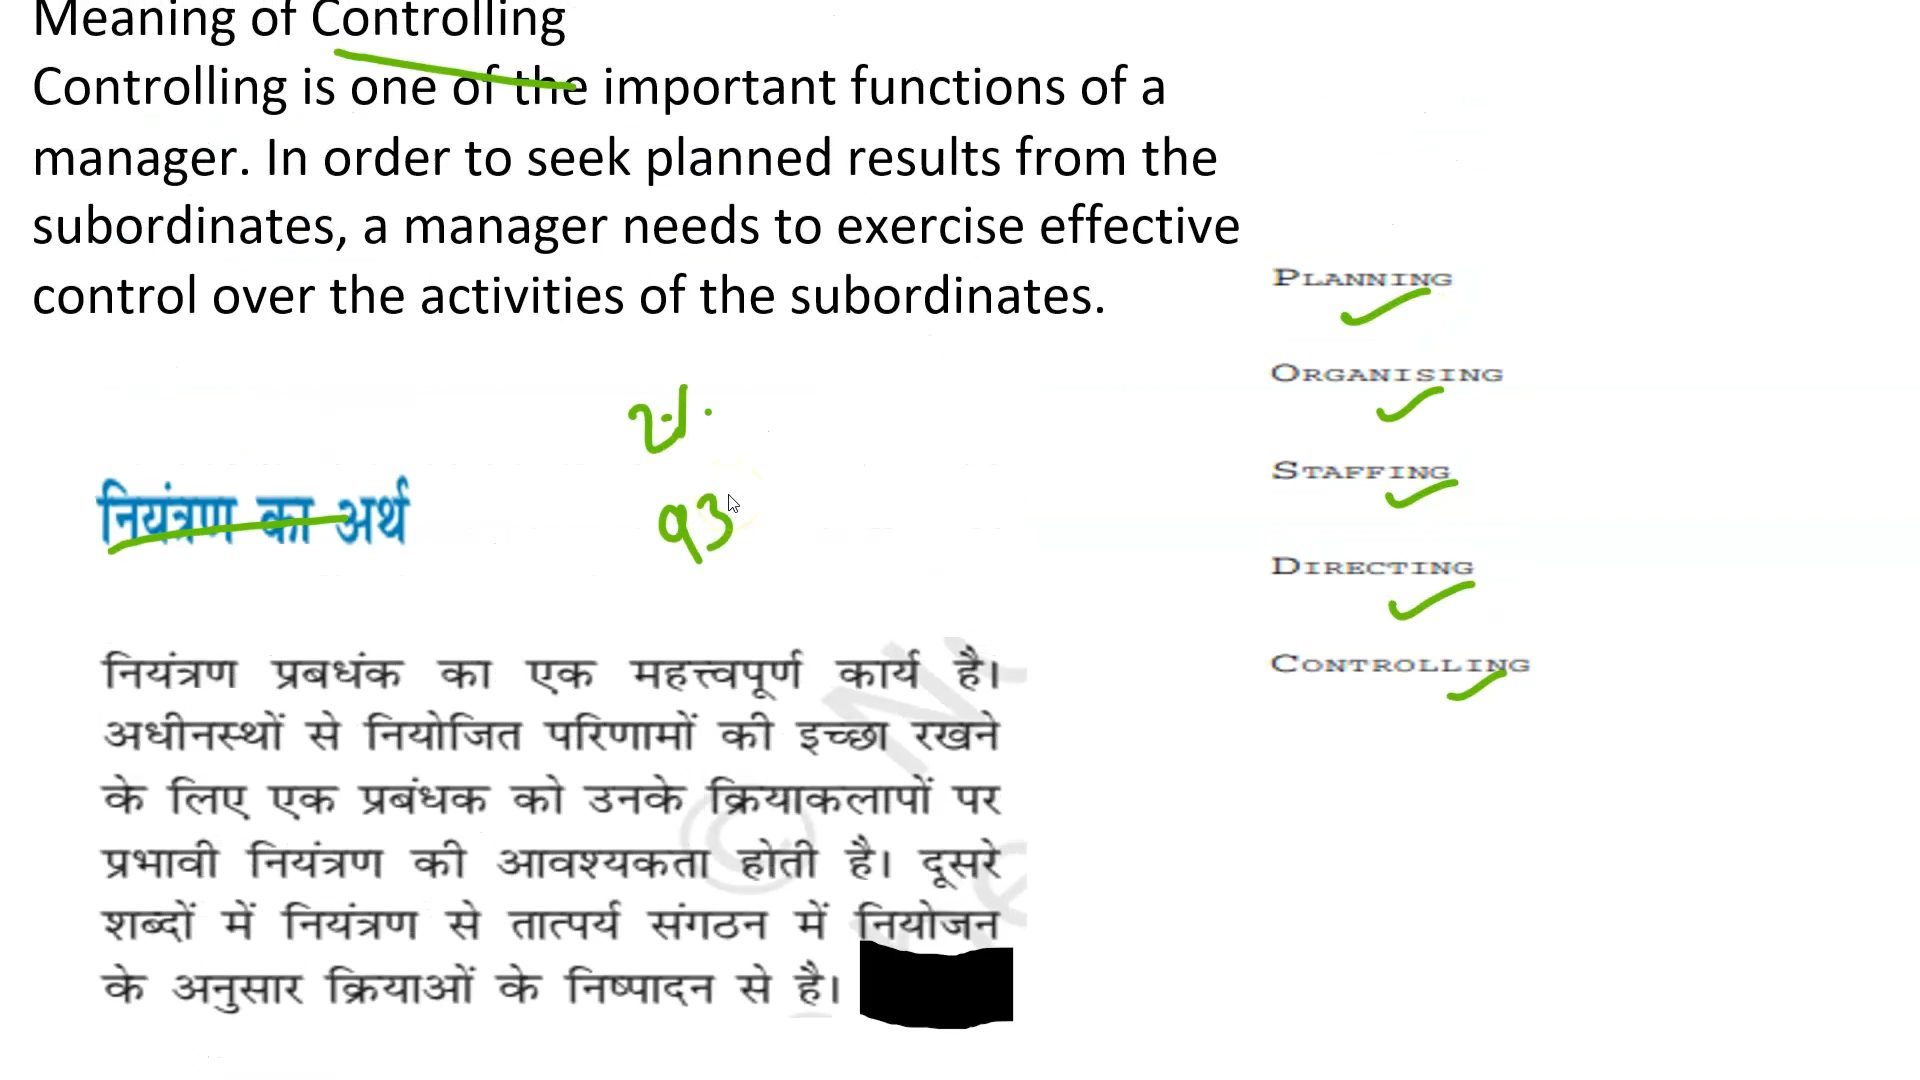 Meaning of Controlling
Controlling is one of the important functions of a
manager. In order to seek planned results from the
subordinates, a manager needs to exercise effective
control over the activities of the subordinates.
PLANNING
ORGANISING
STAFFING
DIRECTING
CONTROLLING
नियंत्रण का अर्थ
नियंत्रण प्रबधंक का एक महत्त्वपूर्ण कार्य है।
अधीनस्थों से नियोजित परिणामों की इच्छा रखने
के लिए एक प्रबंधक को उनके क्रियाकलापों पर
प्रभावी नियंत्रण की आवश्यकता होती है। दूसरे
शब्दों में नियंत्रण से तात्पर्य संगठन में नियोजन
के अनुसार क्रियाओं के निष्पादन से है।